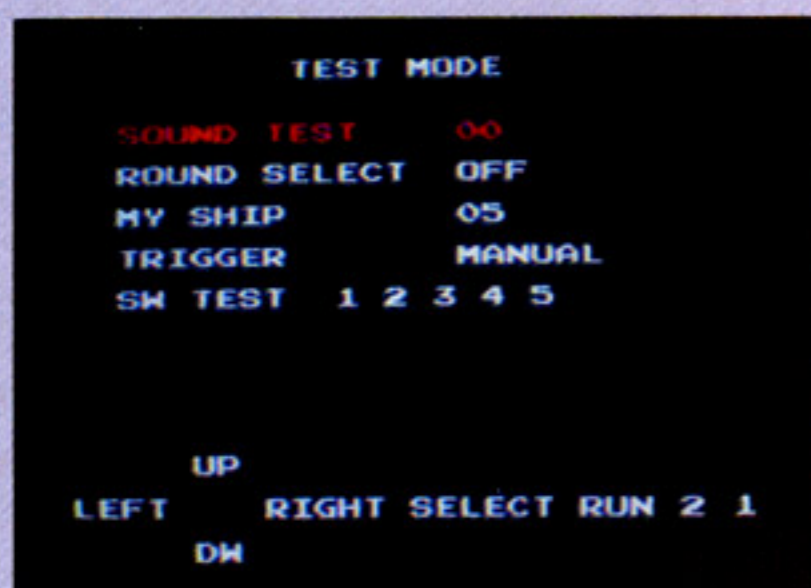 TEST MODE
SOUND TEST 00
ROUND SELECT OFF
MY SHIP 05
TRIGGER MANUAL
SW TEST 1 2 3 4 5
UP
LEFT RIGHT SELECT RUN 2 1
DW